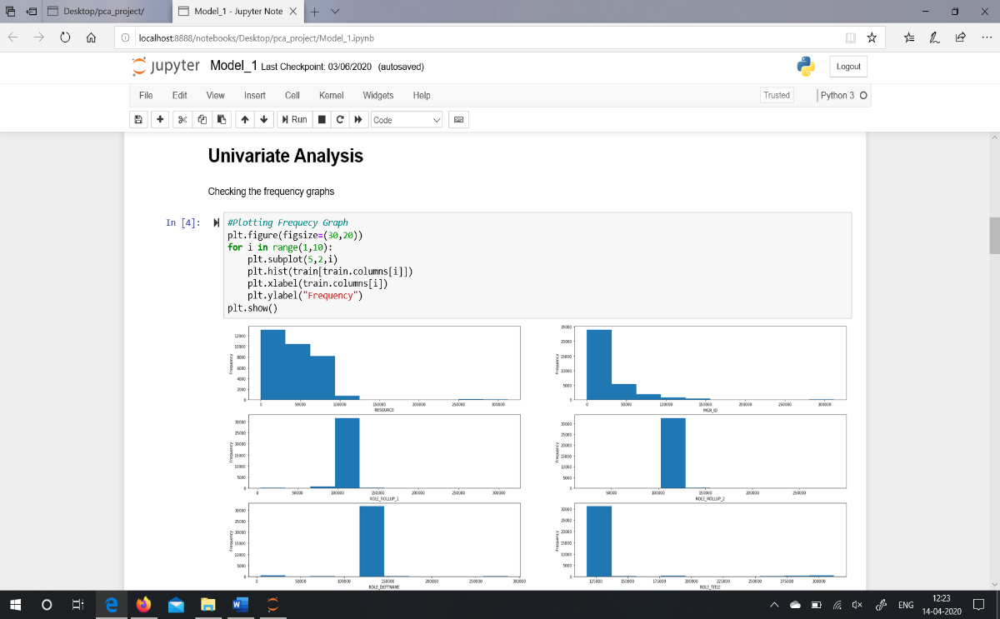 Desktop/pca_project/
Model_1 - Jupyter Note
localhost:8888/notebooks/Desktop/pca_project/Model_1.ipynb
jupyter Model_1 Last Checkpoint: 03/06/2020 (autosaved)
Logout
File Edit View Insert Cell Kernel Widgets Help
Trusted
Python 3
Run
Code
Univariate Analysis
Checking the frequency graphs
In [4]:
#Plotting Frequecy Graph
plt.figure(figsize=(30,20))
for i in range(1,10):
plt.subplot(5,2,i)
plt.hist(train[train.columns[i]])
plt.xlabel(train.columns[i])
plt.ylabel("Frequency")
plt.show()
Frequency
12000
10000
8000
6000
4000
2000
0
0 50000 100000 150000 200000 250000 300000
RESOURCE
Frequency
25000
20000
15000
10000
5000
0
0 50000 100000 150000 200000 250000 300000
MGR_ID
Frequency
30000
25000
20000
15000
10000
5000
0
0 50000 100000 150000 200000 250000 300000
ROLE_ROLLUP_1
Frequency
30000
25000
20000
15000
10000
5000
0
50000 100000 150000 200000 250000
ROLE_ROLLUP_2
Frequency
30000
25000
20000
15000
10000
5000
0
0 50000 100000 150000 200000 250000 300000
ROLE_DEPTNAME
Frequency
30000
25000
20000
15000
10000
5000
0
125000 150000 175000 200000 225000 250000 275000 300000
ROLE_TITLE
ENG
12:23
14-04-2020